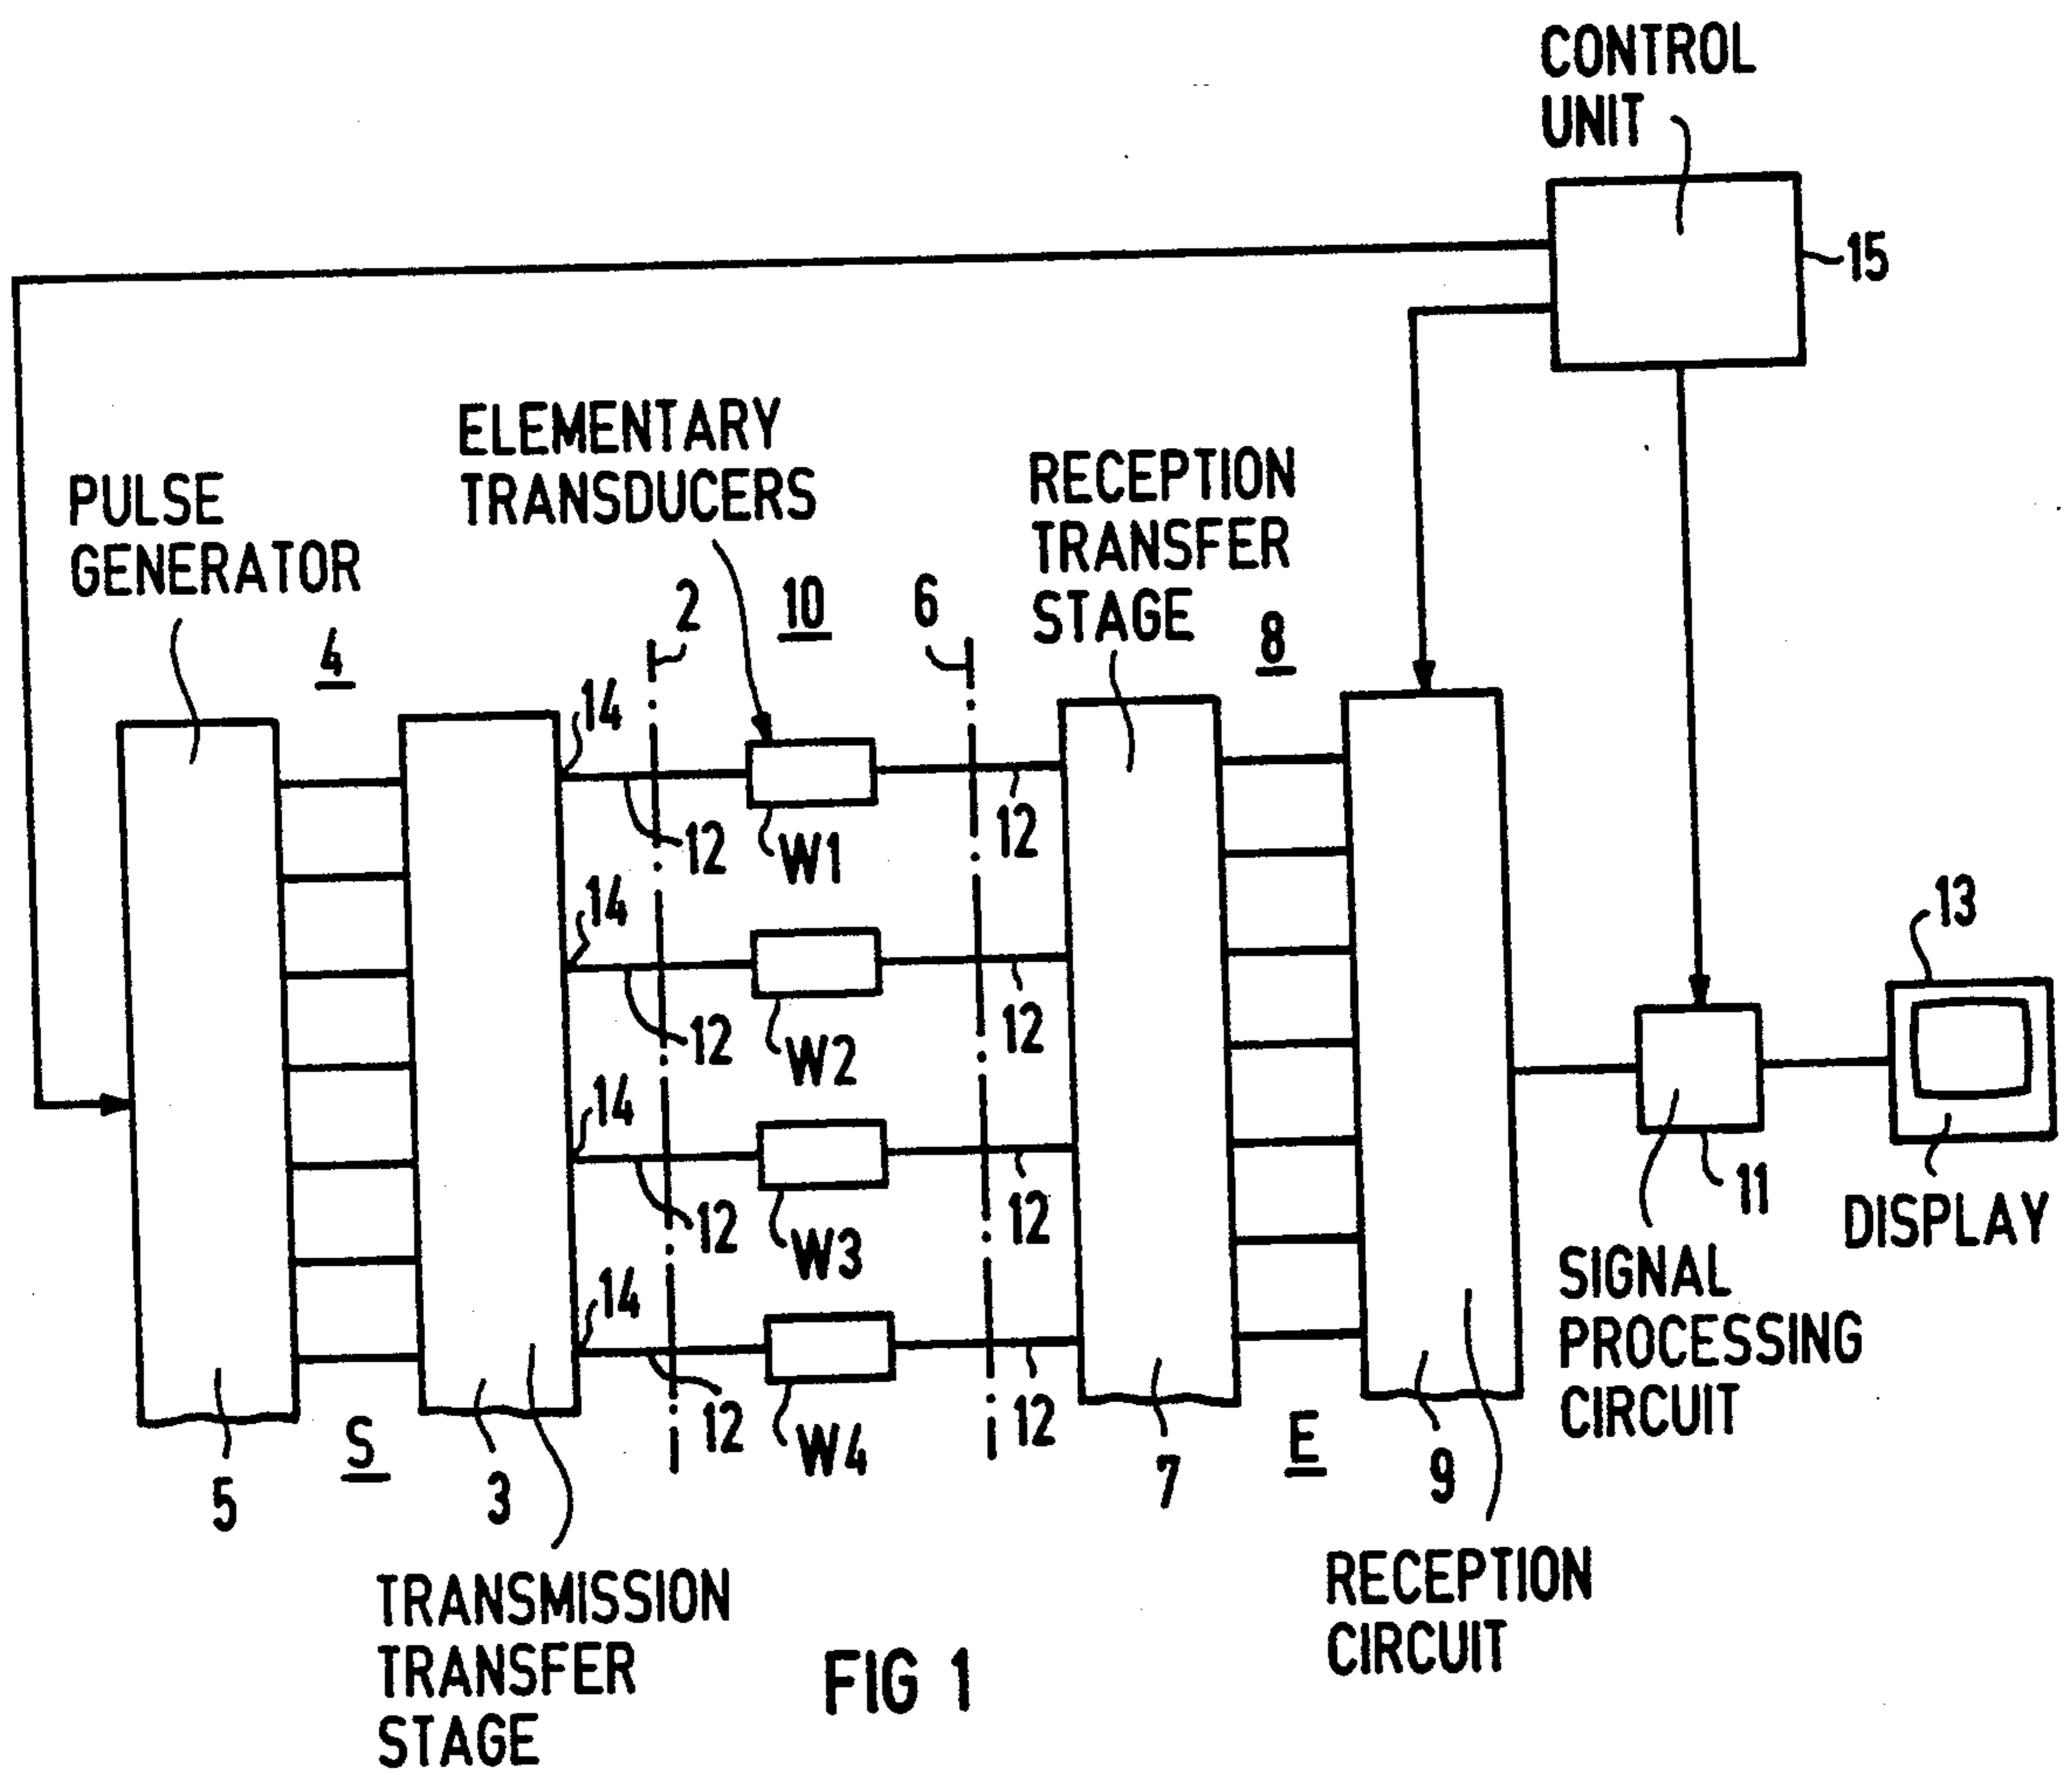 CONTROL
UNIT
15
ELEMENTARY
TRANSDUCERS
RECEPTION
TRANSFER
STAGE
PULSE
GENERATOR
4
2
10
6
8
14
12
W1
12
14
12
W2
12
13
14
12
W3
12
11
DISPLAY
14
12
W4
12
SIGNAL
PROCESSING
CIRCUIT
5
S
3
7
E
9
TRANSMISSION
TRANSFER
STAGE
RECEPTION
CIRCUIT
FIG 1